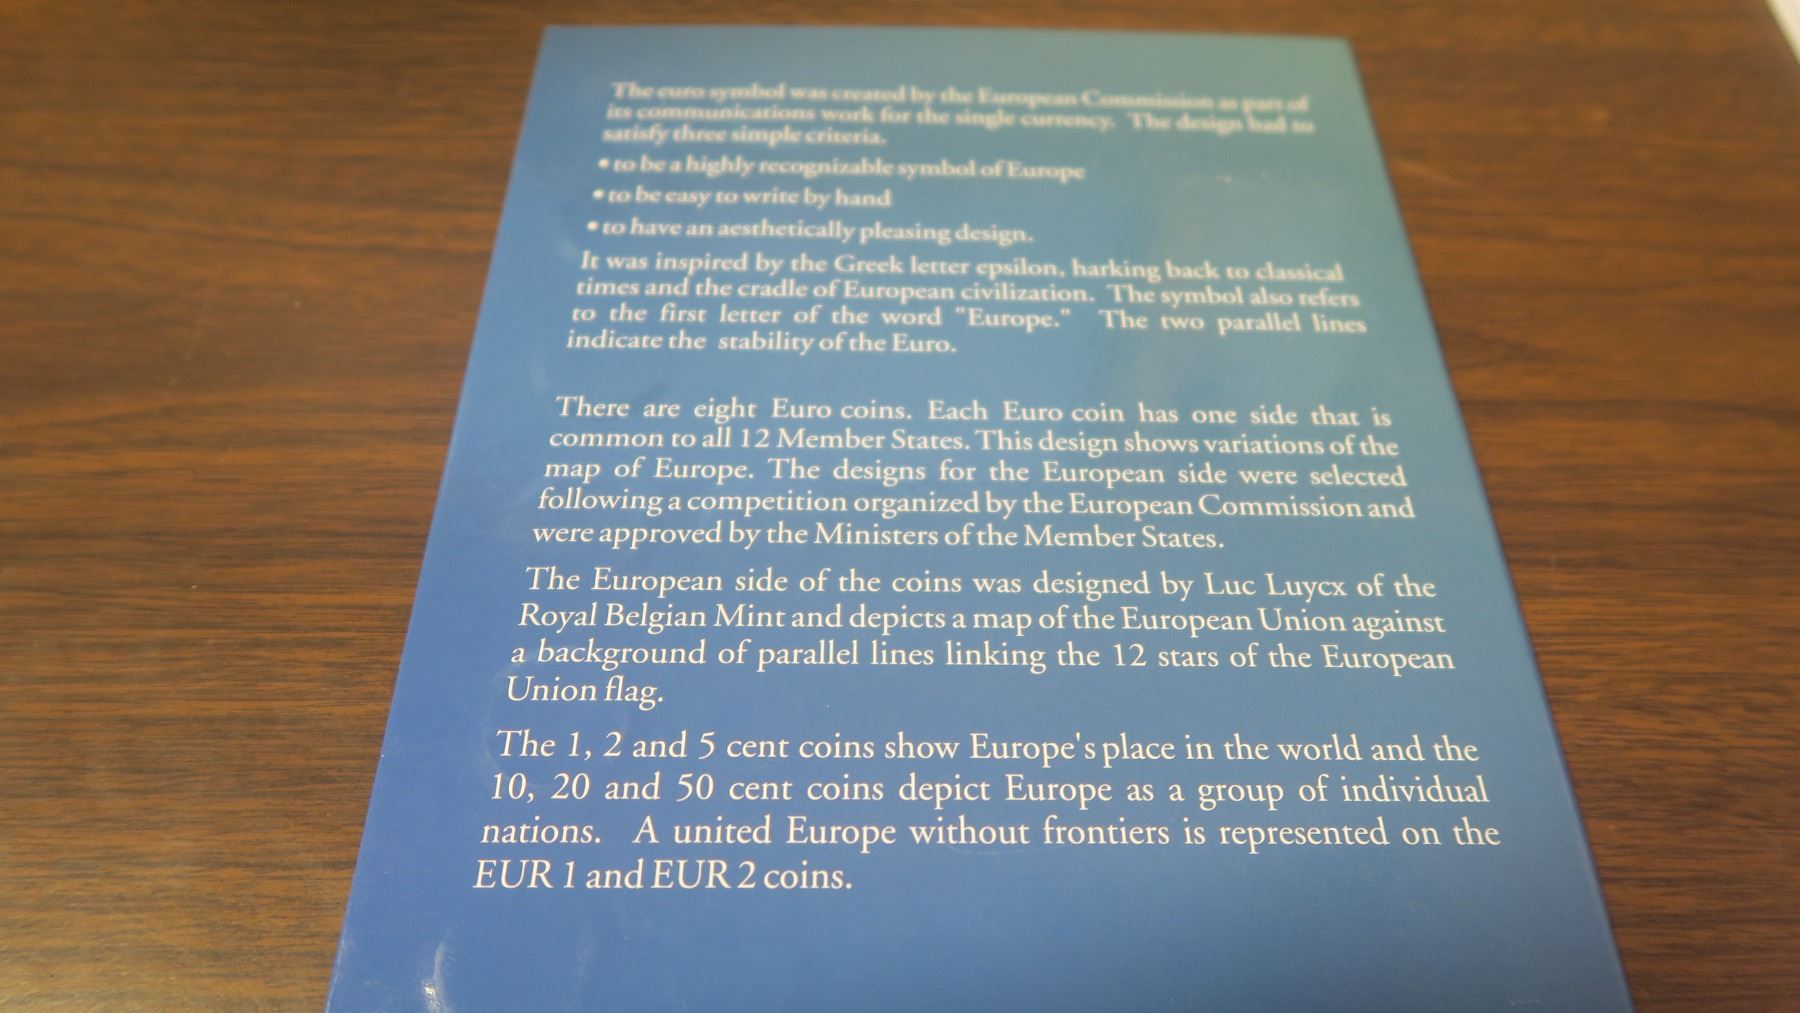 The euro symbol was created by the European Commission as part of
its communications work for the single currency. The design had to
satisfy three simple criteria.
• to be a highly recognizable symbol of Europe
• to be easy to write by hand
• to have an aesthetically pleasing design.
It was inspired by the Greek letter epsilon, harking back to classical
times and the cradle of European civilization. The symbol also refers
to the first letter of the word "Europe." The two parallel lines
indicate the stability of the Euro.
There are eight Euro coins. Each Euro coin has one side that is
common to all 12 Member States. This design shows variations of the
map of Europe. The designs for the European side were selected
following a competition organized by the European Commission and
were approved by the Ministers of the Member States.
The European side of the coins was designed by Luc Luycx of the
Royal Belgian Mint and depicts a map of the European Union against
a background of parallel lines linking the 12 stars of the European
Union flag.
The 1, 2 and 5 cent coins show Europe's place in the world and the
10, 20 and 50 cent coins depict Europe as a group of individual
nations. A united Europe without frontiers is represented on the
EUR 1 and EUR 2 coins.